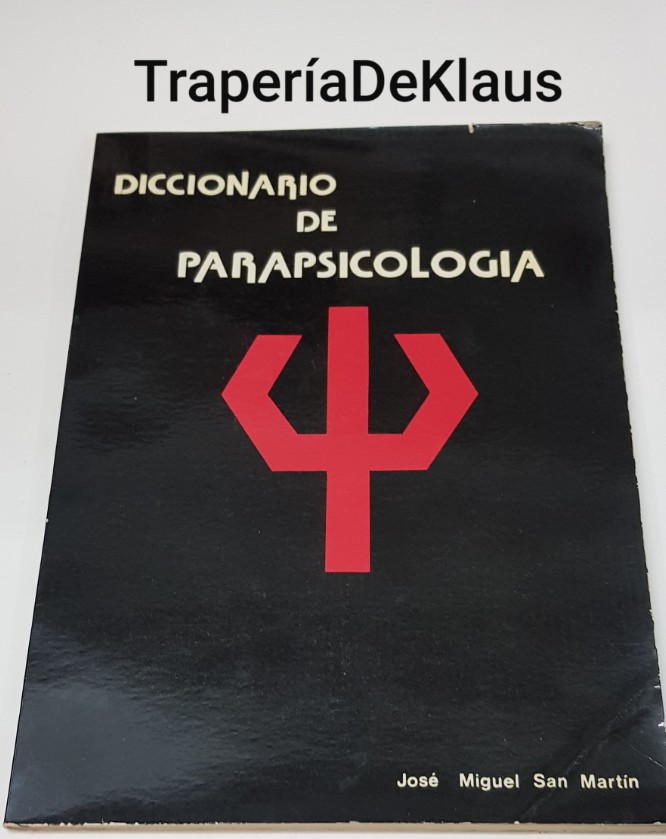 TraperíaDeKlaus
DICCIONARIO
DE
PARAPSICOLOGIA
José Miguel San Martín